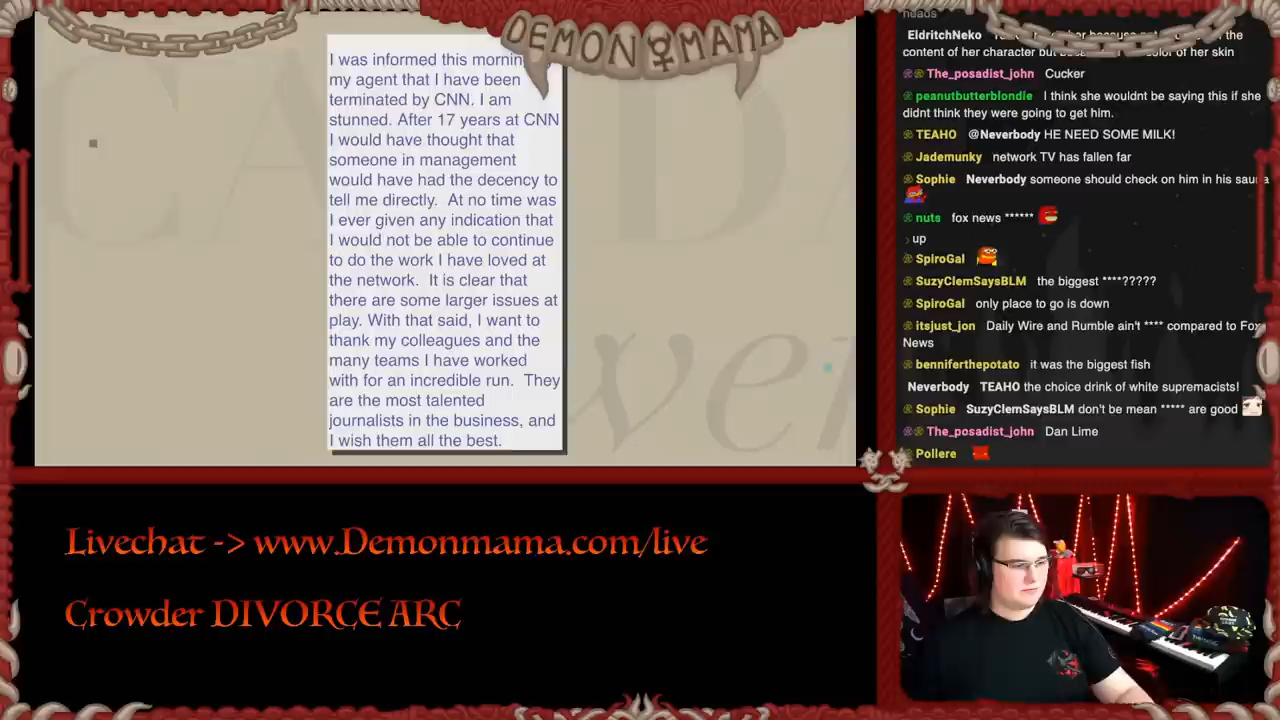 DEMON MAMA
I was informed this mornin
my agent that I have been
terminated by CNN. I am
stunned. After 17 years at CNN
I would have thought that
someone in management
would have had the decency to
tell me directly.  At no time was
I ever given any indication that
I would not be able to continue
to do the work I have loved at
the network.  It is clear that
there are some larger issues at
play. With that said, I want to
thank my colleagues and the
many teams I have worked
with for an incredible run.  They
are the most talented
journalists in the business, and
I wish them all the best.
EldritchNeko
content of her character but of her skin
The_posadist_john Cucker
peanutbutterblondie I think she wouldnt be saying this if she
didnt think they were going to get him.
TEAHO @Neverbody HE NEED SOME MILK!
Jademunky network TV has fallen far
Sophie Neverbody someone should check on him in his sauna
nuts fox news ******
up
SpiroGal
SuzyClemSaysBLM the biggest ****?????
SpiroGal only place to go is down
itsjust_jon Daily Wire and Rumble ain't **** compared to Fox
News
benniferthepotato it was the biggest fish
Neverbody TEAHO the choice drink of white supremacists!
Sophie SuzyClemSaysBLM don't be mean ***** are good
The_posadist_john Dan Lime
Pollere
Livechat -> www.Demonmama.com/live
Crowder DIVORCE ARC